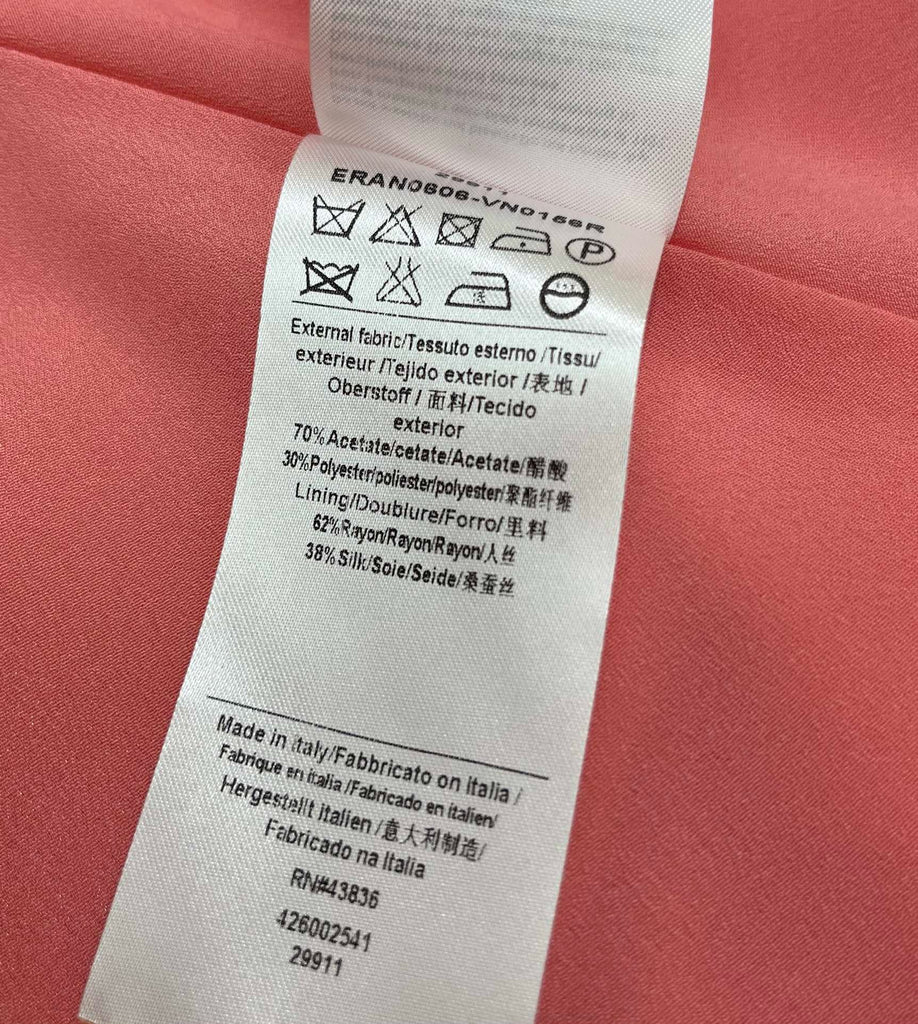 ERAN0606-VN0166R
P
低
External fabric/Tessuto esterno /Tissu/
exterieur /Tejido exterior /表地 /
Oberstoff / 面料/Tecido
exterior
70%Acetate/cetate/Acetate/醋酸
30%Polyester/poliester/polyester/聚酯纤维
Lining/Doublure/Forro/里料
62%Rayon/Rayon/Rayon/人丝
38%Silk/Soie/Seide/桑蚕丝
Made in italy/Fabbricato on italia /
Fabrique en italia /Fabricado en italien/
Hergestellt italien /意大利制造/
Fabricado na Italia
RN#43836
426002541
29911